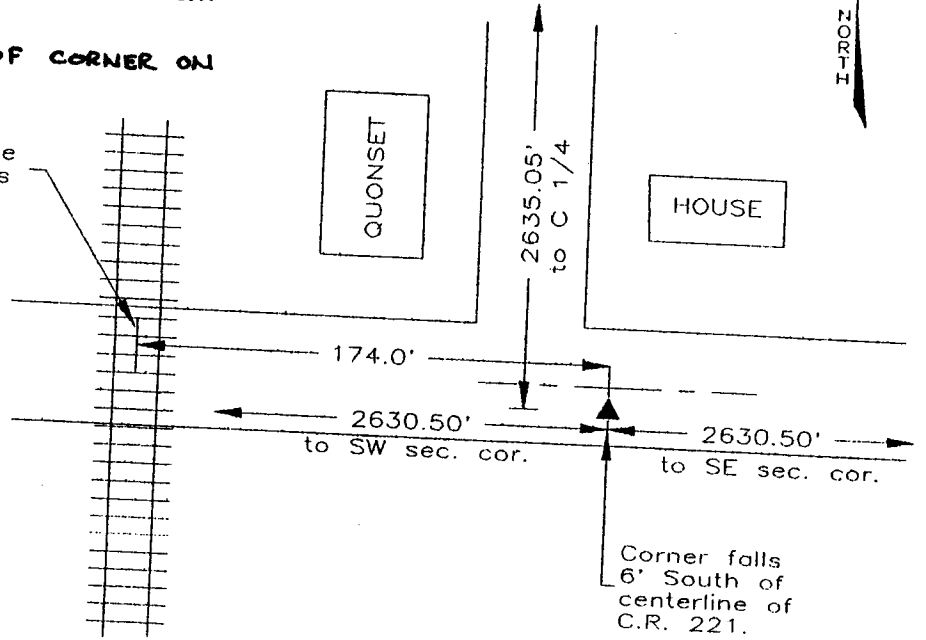 OF CORNER ON
NORTH
QUONSET
2635.05'
to C 1/4
HOUSE
174.0'
2630.50'
to SW sec. cor.
2630.50'
to SE sec. cor.
Corner falls
6' South of
centerline of
C.R. 221.